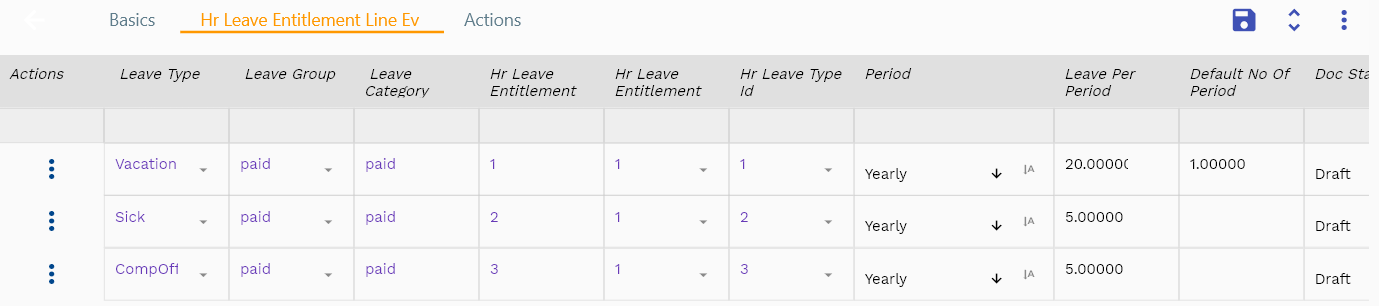 Basics Hr Leave Entitlement Line Ev Actions
Actions Leave Type Leave Group Leave Category Hr Leave Entitlement Hr Leave Entitlement Hr Leave Type Id Period Leave Per Period Default No Of Period Doc Sta
Vacation paid paid 1 1 1 Yearly 20.0000 1.00000 Draft
Sick paid paid 2 1 2 Yearly 5.00000 Draft
CompOff paid paid 3 1 3 Yearly 5.00000 Draft